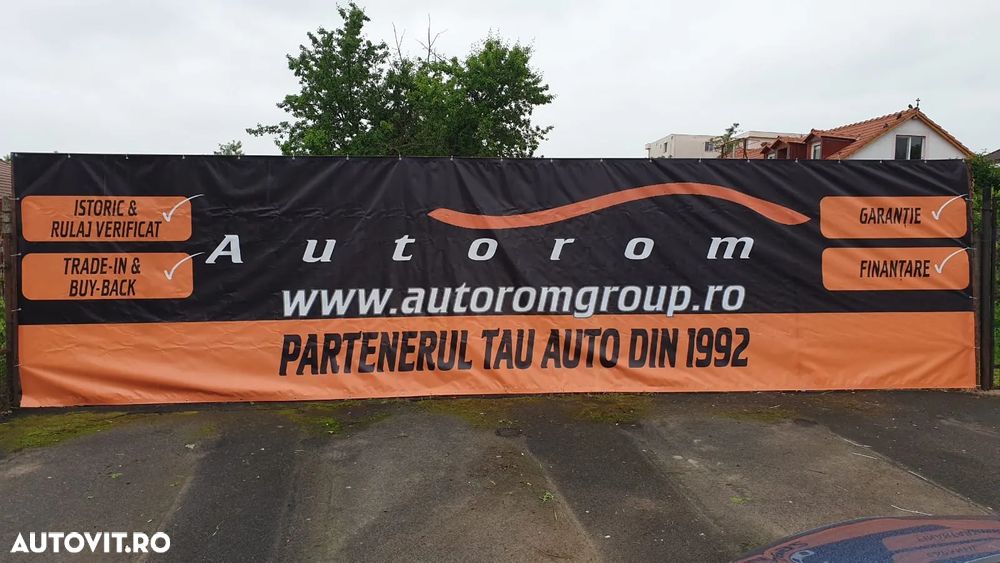 ISTORIC &
RULAJ VERIFICAT
TRADE-IN &
BUY-BACK
Autorom
www.autoromgroup.ro
PARTENERUL TAU AUTO DIN 1992
GARANTIE
FINANTARE
AUTOVIT.RO